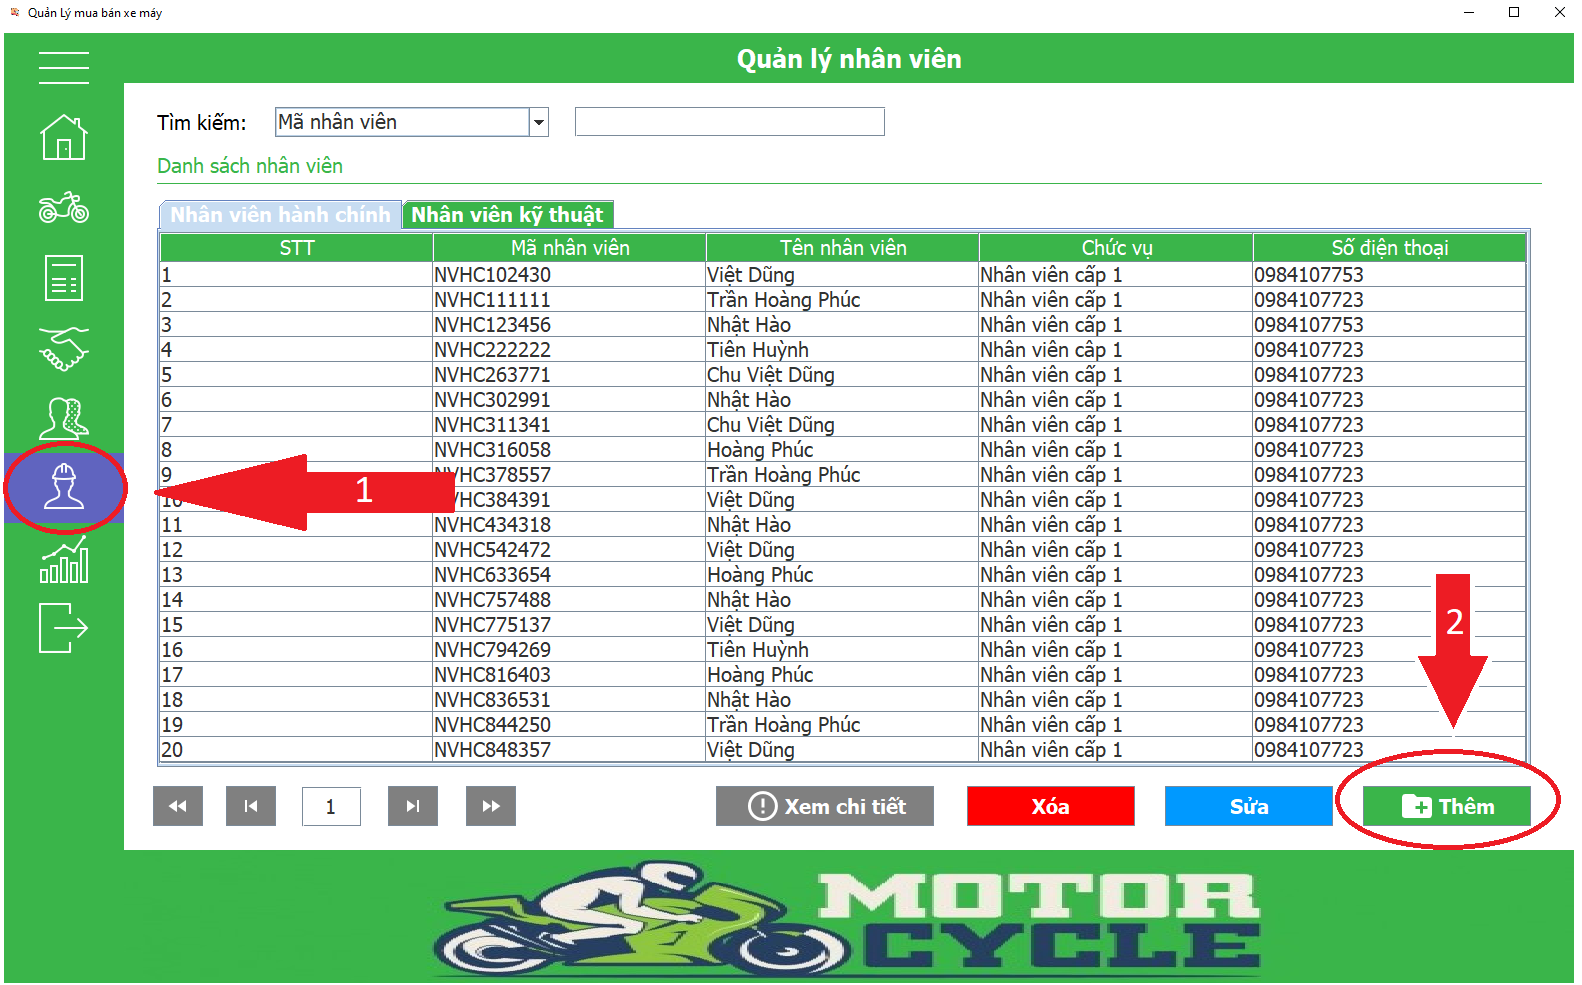 Quản Lý mua bán xe máy
Quản lý nhân viên
Tìm kiếm: Mã nhân viên
Danh sách nhân viên
Nhân viên hành chính Nhân viên kỹ thuật
STT Mã nhân viên Tên nhân viên Chức vụ Số điện thoại
1 NVHC102430 Việt Dũng Nhân viên cấp 1 0984107753
2 NVHC111111 Trần Hoàng Phúc Nhân viên cấp 1 0984107723
3 NVHC123456 Nhật Hào Nhân viên cấp 1 0984107753
4 NVHC222222 Tiên Huỳnh Nhân viên cấp 1 0984107723
5 NVHC263771 Chu Việt Dũng Nhân viên cấp 1 0984107723
6 NVHC302991 Nhật Hào Nhân viên cấp 1 0984107723
7 NVHC311341 Chu Việt Dũng Nhân viên cấp 1 0984107723
8 NVHC316058 Hoàng Phúc Nhân viên cấp 1 0984107723
9 VHC378557 Trần Hoàng Phúc Nhân viên cấp 1 0984107723
1
10 VHC384391 Việt Dũng Nhân viên cấp 1 0984107723
11 NVHC434318 Nhật Hào Nhân viên cấp 1 0984107723
12 NVHC542472 Việt Dũng Nhân viên cấp 1 0984107723
13 NVHC633654 Hoàng Phúc Nhân viên cấp 1 0984107723
14 NVHC757488 Nhật Hào Nhân viên cấp 1 0984107723
15 NVHC775137 Việt Dũng Nhân viên cấp 1 0984107723
2
16 NVHC794269 Tiên Huỳnh Nhân viên cấp 1 0984107723
17 NVHC816403 Hoàng Phúc Nhân viên cấp 1 0984107723
18 NVHC836531 Nhật Hào Nhân viên cấp 1 0984107723
19 NVHC844250 Trần Hoàng Phúc Nhân viên cấp 1 0984107723
20 NVHC848357 Việt Dũng Nhân viên cấp 1 0984107723
1 Xem chi tiết Xóa Sửa Thêm
MOTOR
CYCLE